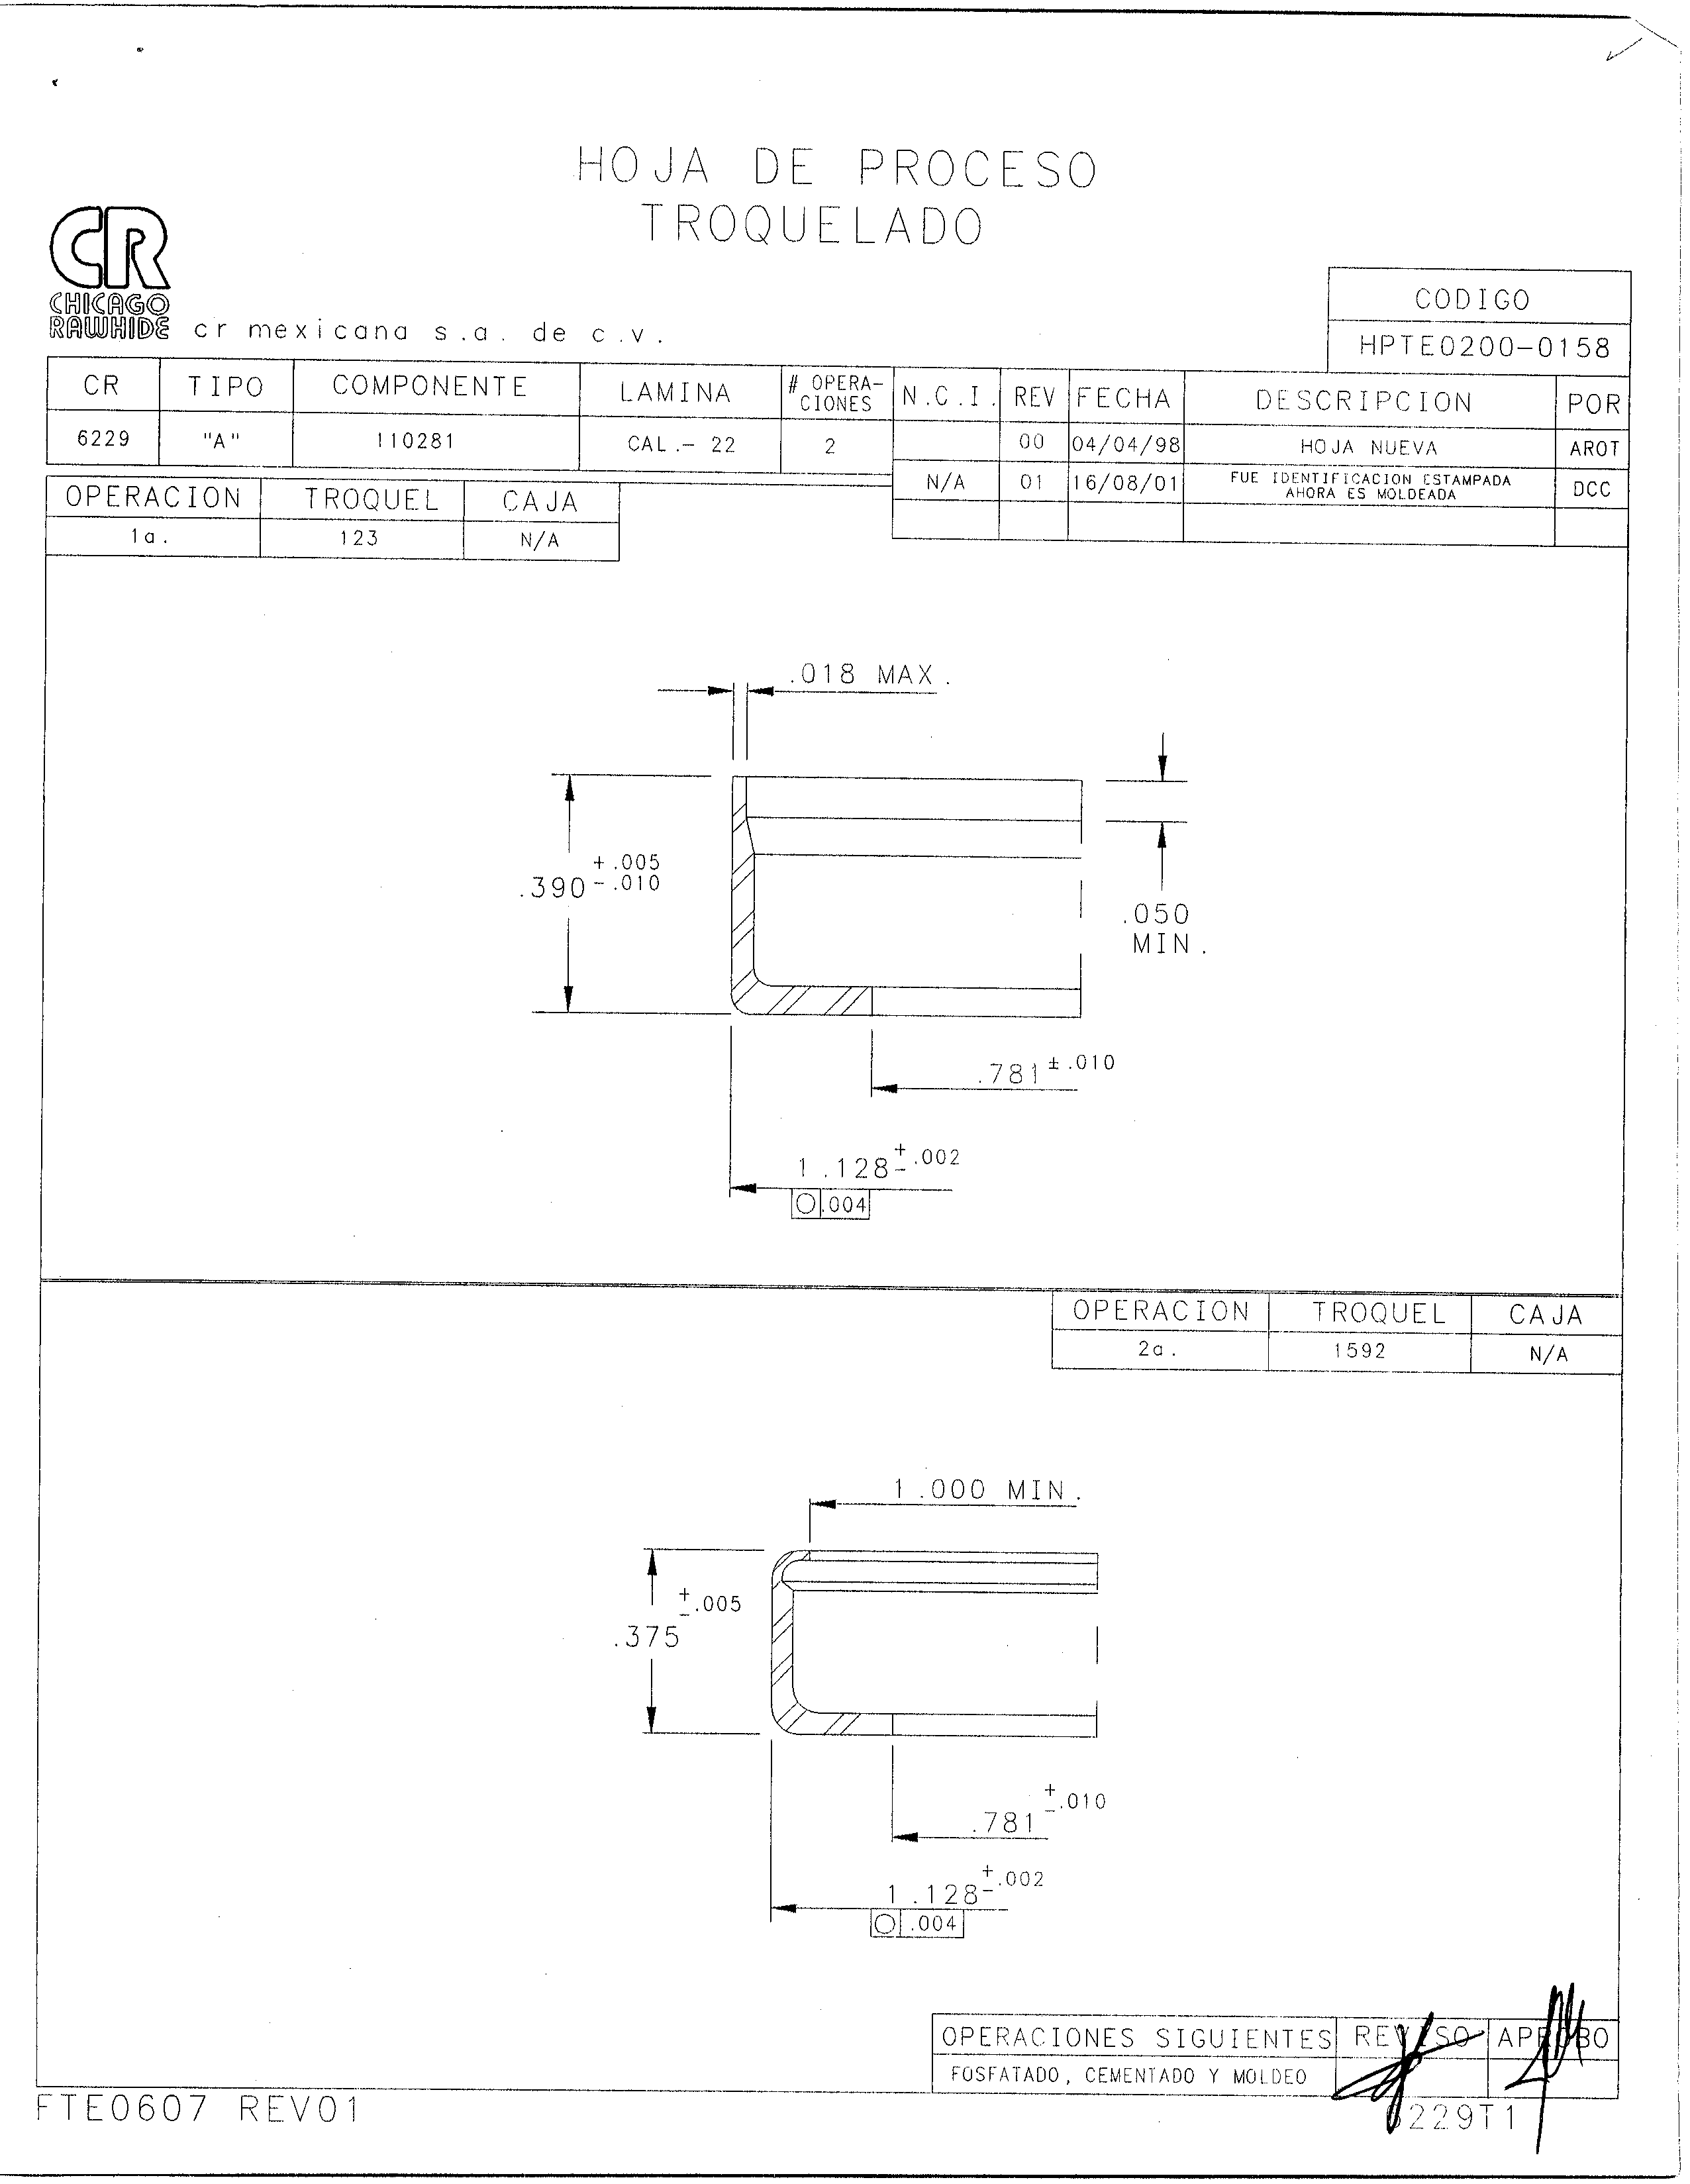 HOJA DE PROCESO
TROQUELADO
CR
CHICAGO
RAWHIDE
cr mexicana s.a. de c.v.
CODIGO
HPTE0200-0158
CR TIPO COMPONENTE LAMINA # OPERA-CIONES N.C.I. REV FECHA DESCRIPCION POR
6229 "A" 110281 CAL.- 22 2 00 04/04/98 HOJA NUEVA AROT
N/A 01 16/08/01 FUE IDENTIFICACION ESTAMPADA
AHORA ES MOLDEADA DCC
OPERACION TROQUEL CAJA
1a. 123 N/A
.018 MAX.
.390 +.005 -.010
.050
MIN.
.781 ±.010
1.128 ±.002
.004
OPERACION TROQUEL CAJA
2a. 1592 N/A
1.000 MIN.
.375 ±.005
.781 ±.010
1.128 ±.002
.004
OPERACIONES SIGUIENTES REVISO APROBO
FOSFATADO, CEMENTADO Y MOLDEO
FTE0607 REV01
6229T1